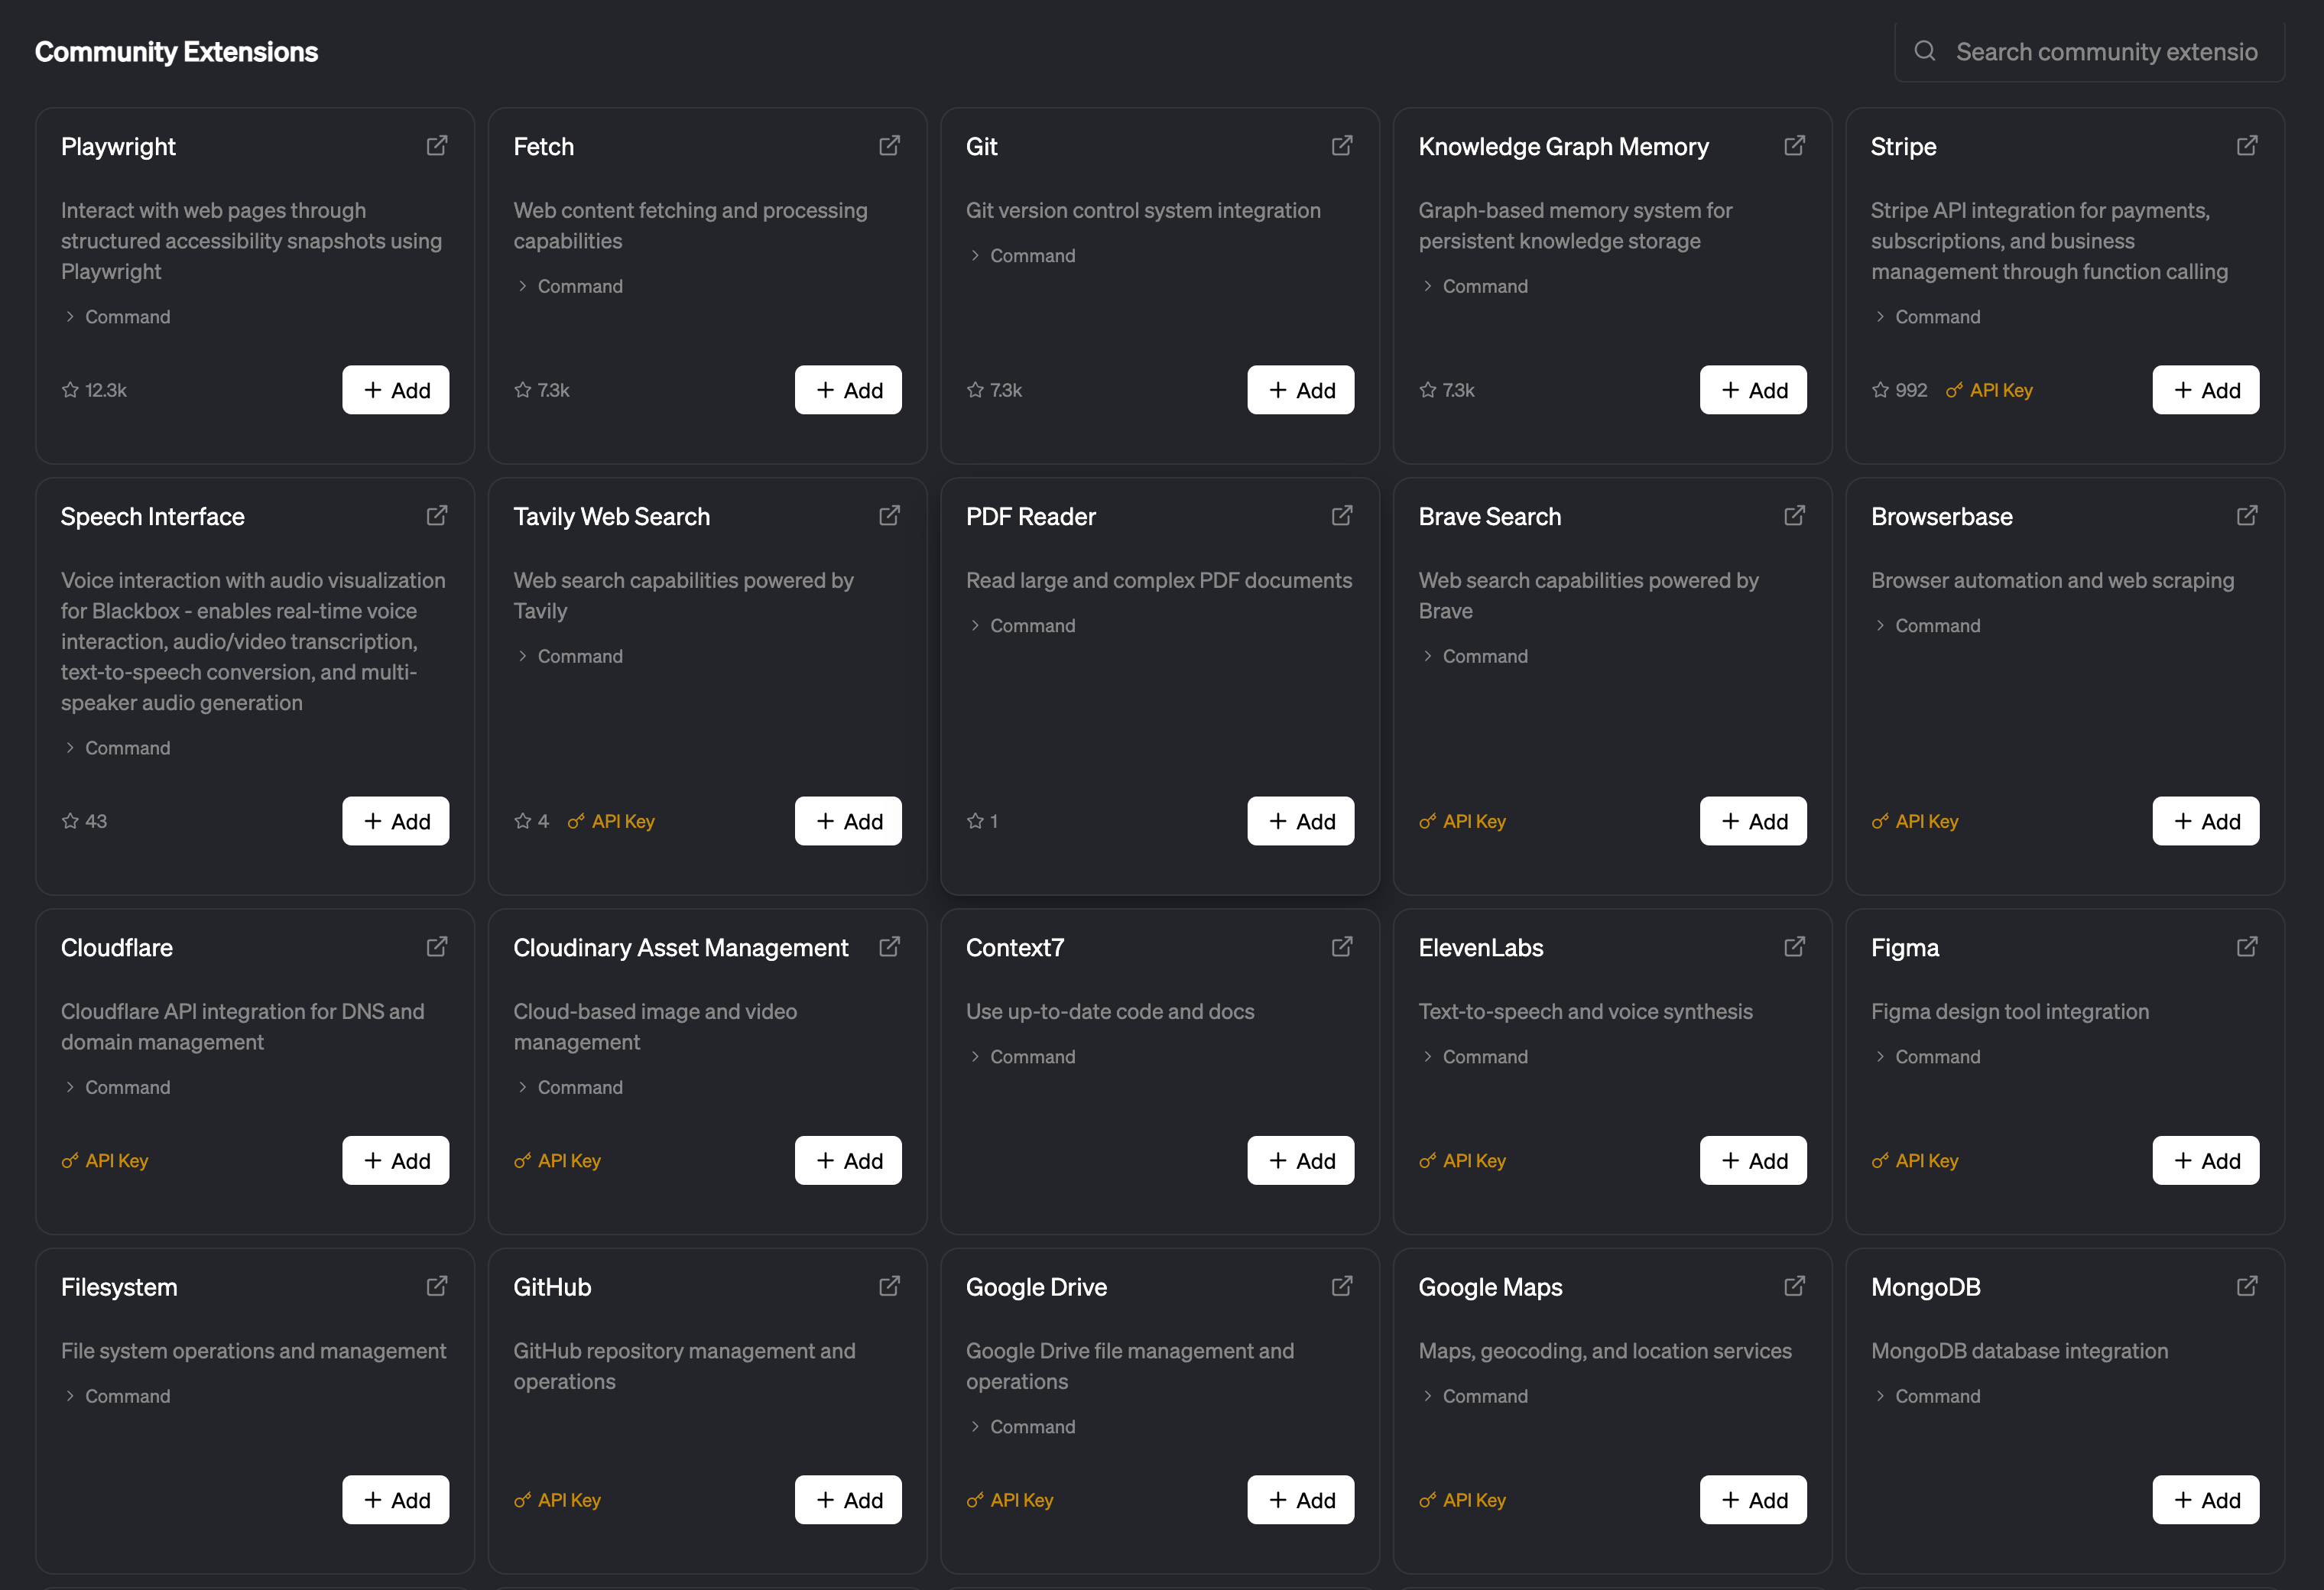 Community Extensions
Search community extensio
Playwright
Interact with web pages through
structured accessibility snapshots using
Playwright
Command
12.3k
Add
Fetch
Web content fetching and processing
capabilities
Command
7.3k
Add
Git
Git version control system integration
Command
7.3k
Add
Knowledge Graph Memory
Graph-based memory system for
persistent knowledge storage
Command
7.3k
Add
Stripe
Stripe API integration for payments,
subscriptions, and business
management through function calling
Command
992
API Key
Add
Speech Interface
Voice interaction with audio visualization
for Blackbox - enables real-time voice
interaction, audio/video transcription,
text-to-speech conversion, and multi-
speaker audio generation
Command
43
Add
Tavily Web Search
Web search capabilities powered by
Tavily
Command
4
API Key
Add
PDF Reader
Read large and complex PDF documents
Command
1
Add
Brave Search
Web search capabilities powered by
Brave
Command
API Key
Add
Browserbase
Browser automation and web scraping
Command
API Key
Add
Cloudflare
Cloudflare API integration for DNS and
domain management
Command
API Key
Add
Cloudinary Asset Management
Cloud-based image and video
management
Command
API Key
Add
Context7
Use up-to-date code and docs
Command
Add
ElevenLabs
Text-to-speech and voice synthesis
Command
API Key
Add
Figma
Figma design tool integration
Command
API Key
Add
Filesystem
File system operations and management
Command
Add
GitHub
GitHub repository management and
operations
API Key
Add
Google Drive
Google Drive file management and
operations
Command
API Key
Add
Google Maps
Maps, geocoding, and location services
Command
API Key
Add
MongoDB
MongoDB database integration
Command
Add